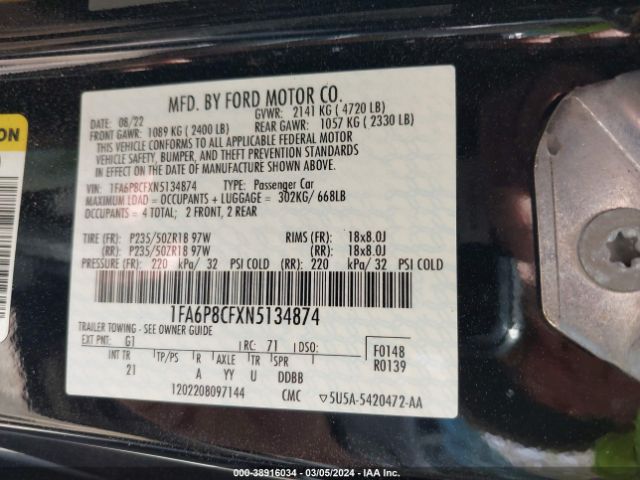 MFD. BY FORD MOTOR CO.
DATE: 08/22 GVWR: 2141 KG ( 4720 LB)
FRONT GAWR: 1089 KG ( 2400 LB) REAR GAWR: 1057 KG ( 2330 LB)
THIS VEHICLE CONFORMS TO ALL APPLICABLE FEDERAL MOTOR
VEHICLE SAFETY, BUMPER, AND THEFT PREVENTION STANDARDS
IN EFFECT ON THE DATE OF MANUFACTURE SHOWN ABOVE.
VIN: 1FA6P8CFXN5134874 TYPE: Passenger Car
MAXIMUM LOAD = OCCUPANTS + LUGGAGE = 302KG/ 668LB
OCCUPANTS = 4 TOTAL; 2 FRONT, 2 REAR
TIRE (FR): P235/50ZR18 97W RIMS (FR): 18x8.0J
(RR): P235/50ZR18 97W (RR): 18x8.0J
PRESSURE (FR): 220 kPa/ 32 PSI COLD (RR): 220 kPa/ 32 PSI COLD
1FA6P8CFXN5134874
TRAILER TOWING - SEE OWNER GUIDE
EXT PNT: G1 RC: 71 DSO: F0148
INT TR TP/PS R AXLE TR SPR R0139
21 A YY U DDBB
12022080 97144 CMC 5U5A-5420472-AA
ON
000-38916034 — 03/05/2024 — IAA Inc.